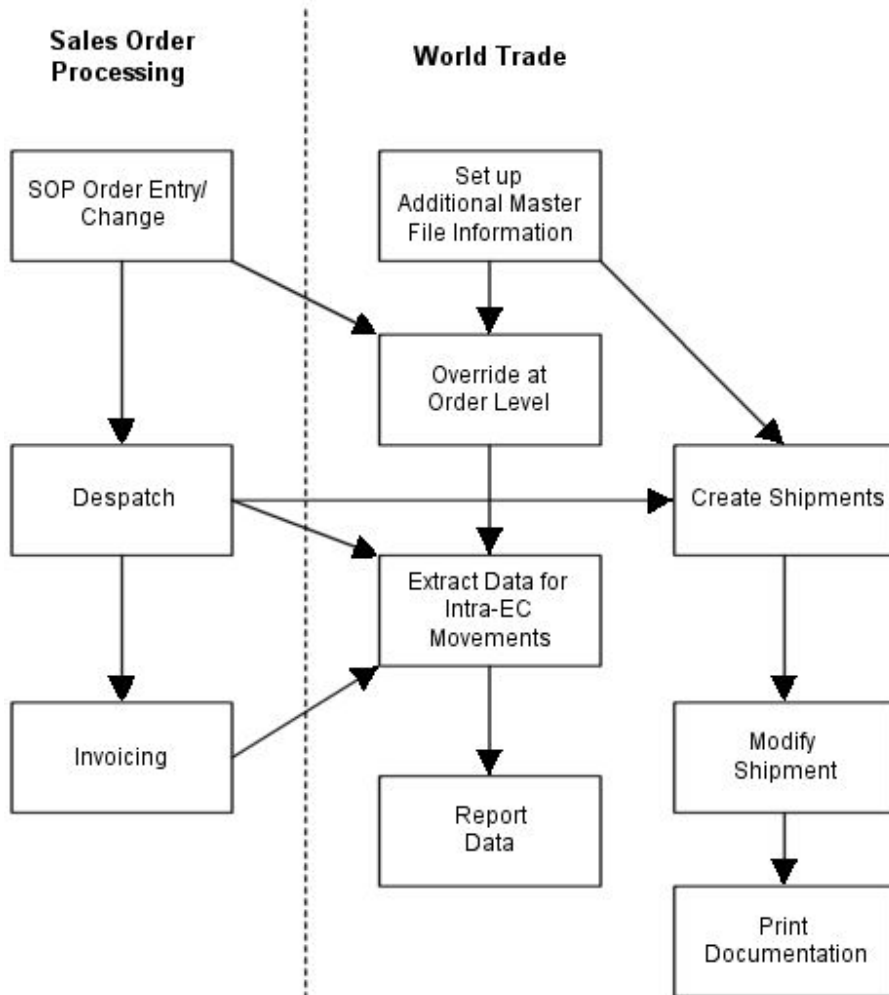 Sales Order
Processing
World Trade
SOP Order Entry/
Change
Set up
Additional Master
File Information
Override at
Order Level
Despatch
Create Shipments
Extract Data for
Intra-EC
Movements
Invoicing
Modify
Shipment
Report
Data
Print
Documentation